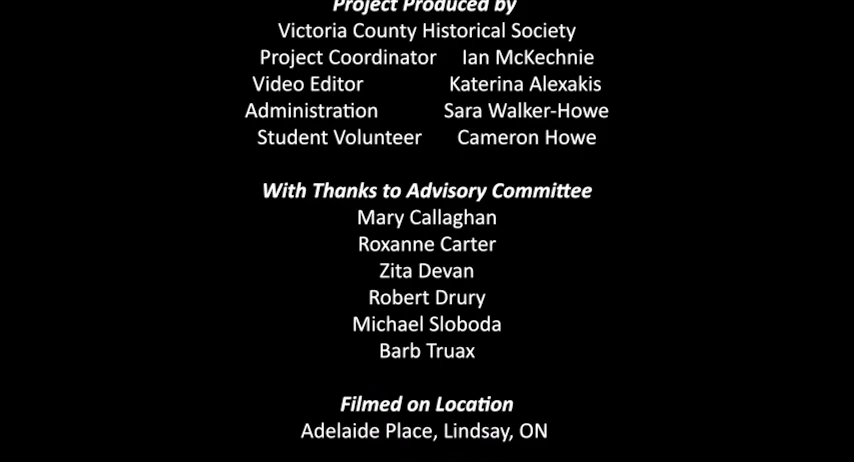 Project Produced by
Victoria County Historical Society
Project Coordinator Ian McKechnie
Video Editor Katerina Alexakis
Administration Sara Walker-Howe
Student Volunteer Cameron Howe
With Thanks to Advisory Committee
Mary Callaghan
Roxanne Carter
Zita Devan
Robert Drury
Michael Sloboda
Barb Truax
Filmed on Location
Adelaide Place, Lindsay, ON